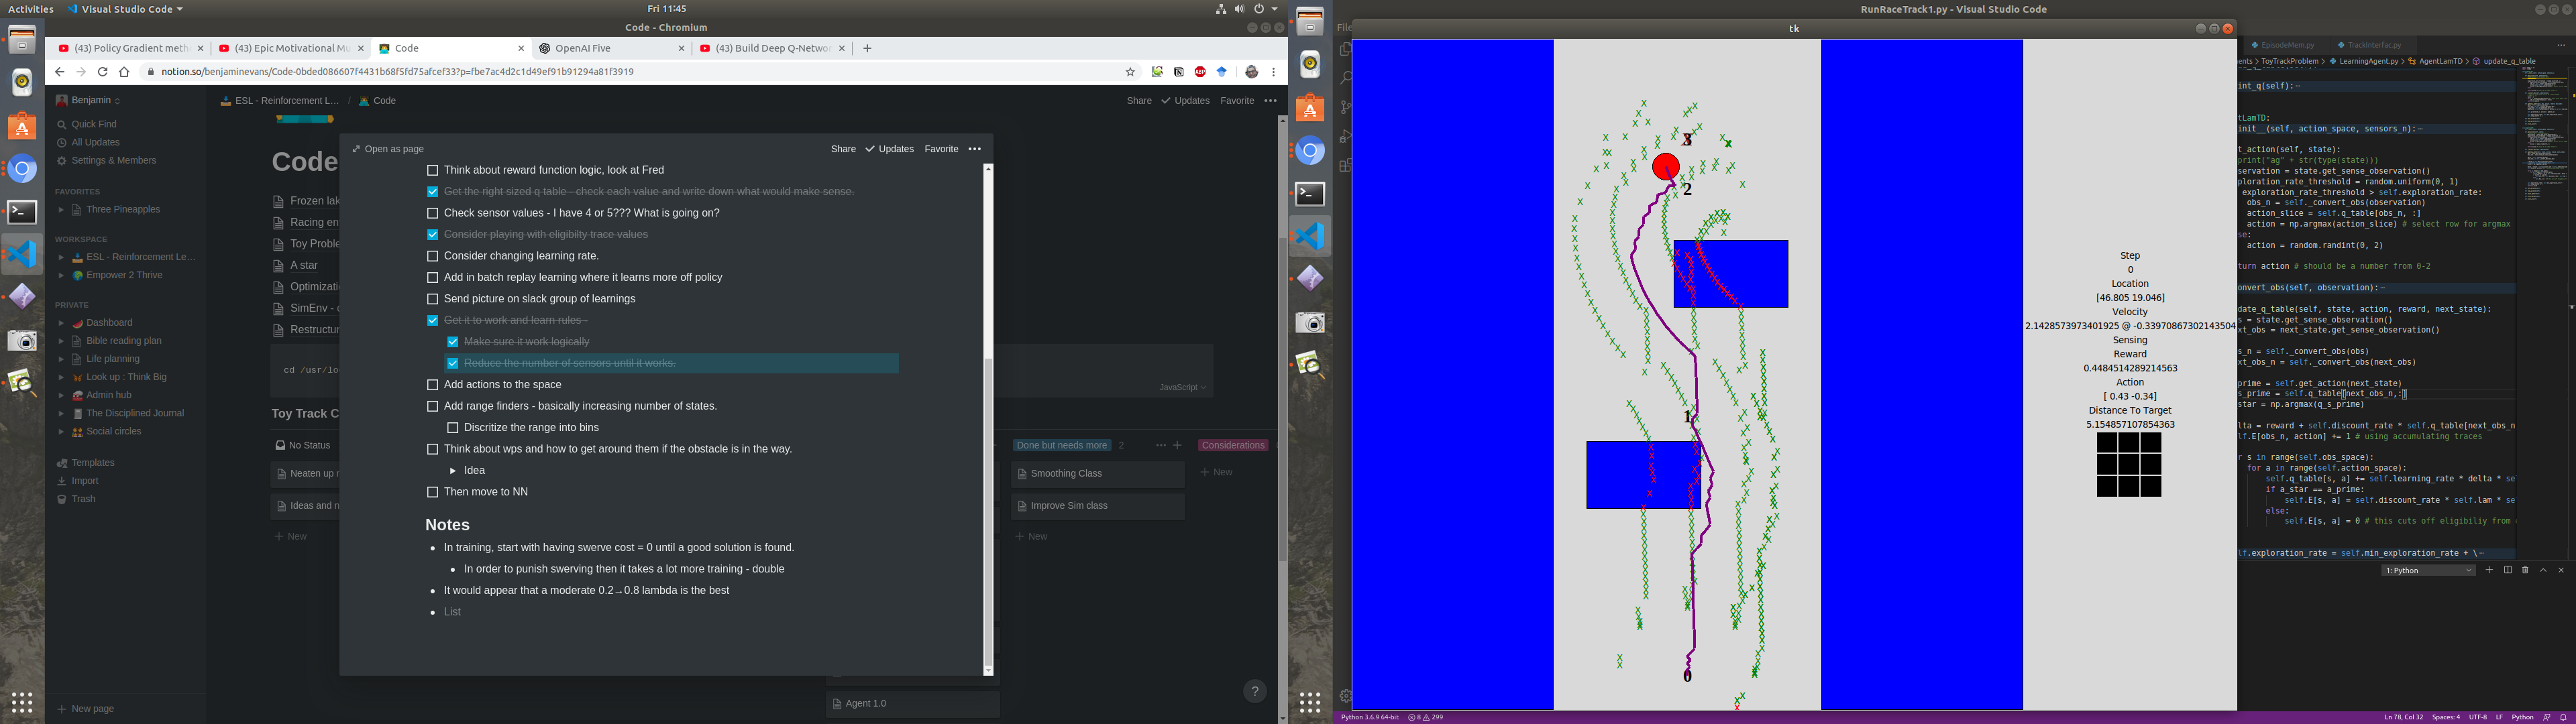 Activities
Visual Studio Code
Fri 11:45
Code - Chromium
(43) Policy Gradient meth
(43) Epic Motivational Mu
Code
OpenAI Five
(43) Build Deep Q-Networ
notion.so/benjaminevans/Code-0bded086607f4431b68f5fd75afcef33?p=fbe7ac4d2c1d49ef91b91294a81f3919
Benjamin
Quick Find
All Updates
Settings & Members
FAVORITES
Three Pineapples
WORKSPACE
ESL - Reinforcement Le...
Empower 2 Thrive
PRIVATE
Dashboard
Bible reading plan
Life planning
Look up : Think Big
Admin hub
The Disciplined Journal
Social circles
Templates
Import
Trash
New page
ESL - Reinforcement L... / Code
Share
Updates
Favorite
Code
Frozen lak
Racing en
Toy Proble
A star
Optimizati
SimEnv - c
Restructur
cd /usr/lo
JavaScript
Toy Track C
No Status
Neaten up r
Ideas and n
New
Done but needs more 2
Smoothing Class
Improve Sim class
New
Considerations
New
Agent 1.0
Open as page
Share
Updates
Favorite
Think about reward function logic, look at Fred
Get the right sized q table - check each value and write down what would make sense.
Check sensor values - I have 4 or 5??? What is going on?
Consider playing with eligibilty trace values
Consider changing learning rate.
Add in batch replay learning where it learns more off policy
Send picture on slack group of learnings
Get it to work and learn rules -
Make sure it work logically
Reduce the number of sensors until it works.
Add actions to the space
Add range finders - basically increasing number of states.
Discritize the range into bins
Think about wps and how to get around them if the obstacle is in the way.
Idea
Then move to NN
Notes
In training, start with having swerve cost = 0 until a good solution is found.
In order to punish swerving then it takes a lot more training - double
It would appear that a moderate 0.2→0.8 lambda is the best
List
?
RunRaceTrack1.py - Visual Studio Code
File
tk
3
2
1
0
Step
0
Location
[46.805 19.046]
Velocity
2.1428573973401925 @ -0.33970867302143504
Sensing
Reward
0.4484514289214563
Action
[ 0.43 -0.34]
Distance To Target
5.154857107854363
EpisodeMem.py
TrackInterfac.py
ents > ToyTrackProblem > LearningAgent.py > AgentLamTD > update_q_table
int_q(self):
tLamTD:
init__(self, action_space, sensors_n):
t_action(self, state):
print("ag" + str(type(state)))
servation = state.get_sense_observation()
ploration_rate_threshold = random.uniform(0, 1)
exploration_rate_threshold > self.exploration_rate:
obs_n = self._convert_obs(observation)
action_slice = self.q_table[obs_n, :]
action = np.argmax(action_slice) # select row for argmax
se:
action = random.randint(0, 2)
turn action # should be a number from 0-2
onvert_obs(self, observation):
date_q_table(self, state, action, reward, next_state):
s = state.get_sense_observation()
xt_obs = next_state.get_sense_observation()
s_n = self._convert_obs(obs)
xt_obs_n = self._convert_obs(next_obs)
prime = self.get_action(next_state)
s_prime = self.q_table[next_obs_n,:]
star = np.argmax(q_s_prime)
lta = reward + self.discount_rate * self.q_table[next_obs_n
lf.E[obs_n, action] += 1 # using accumulating traces
r s in range(self.obs_space):
for a in range(self.action_space):
self.q_table[s, a] += self.learning_rate * delta * se
if a_star == a_prime:
self.E[s, a] = self.discount_rate * self.lam * se
else:
self.E[s, a] = 0 # this cuts off eligibiliy from
lf.exploration_rate = self.min_exploration_rate + \
1: Python
Python 3.6.9 64-bit
8
299
Ln 78, Col 32
Spaces: 4
UTF-8
LF
Python